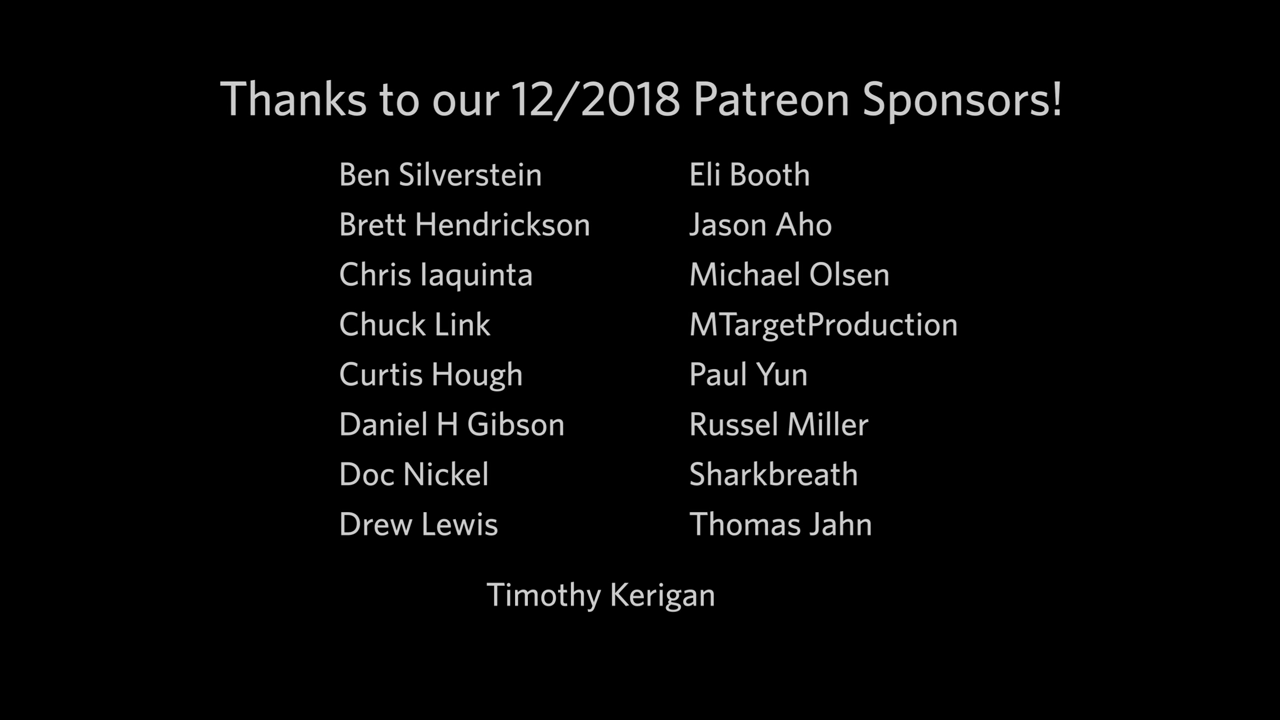 Thanks to our 12/2018 Patreon Sponsors!
Ben Silverstein
Brett Hendrickson
Chris Iaquinta
Chuck Link
Curtis Hough
Daniel H Gibson
Doc Nickel
Drew Lewis
Eli Booth
Jason Aho
Michael Olsen
MTargetProduction
Paul Yun
Russel Miller
Sharkbreath
Thomas Jahn
Timothy Kerigan